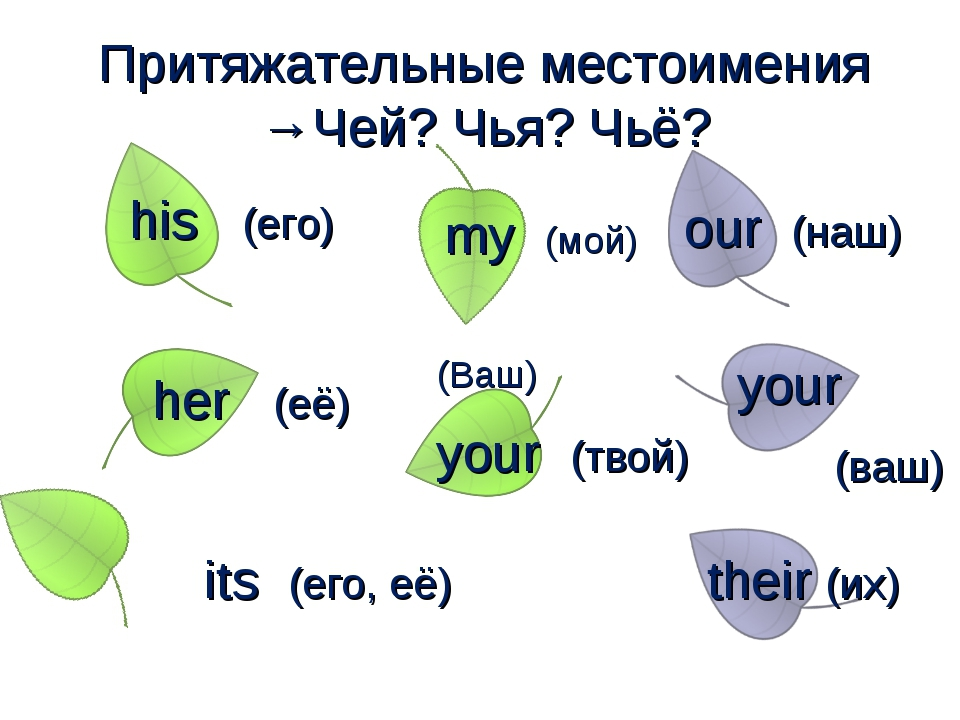 Притяжательные местоимения
→Чей? Чья? Чьё?
his (его) my (мой) our (наш)
her (её) (Ваш) your (твой) your (ваш)
its (его, её) their (их)